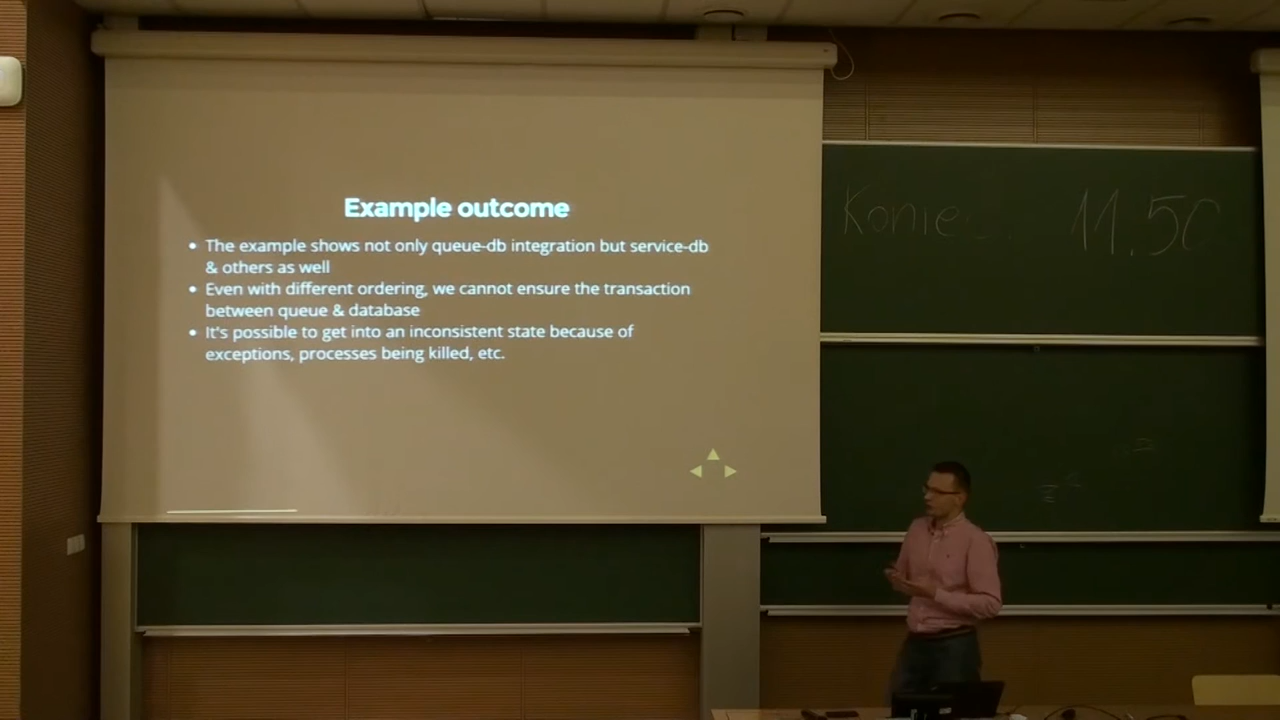 Example outcome
• The example shows not only queue-db integration but service-db
& others as well
• Even with different ordering, we cannot ensure the transaction
between queue & database
• It's possible to get into an inconsistent state because of
exceptions, processes being killed, etc.
11.50